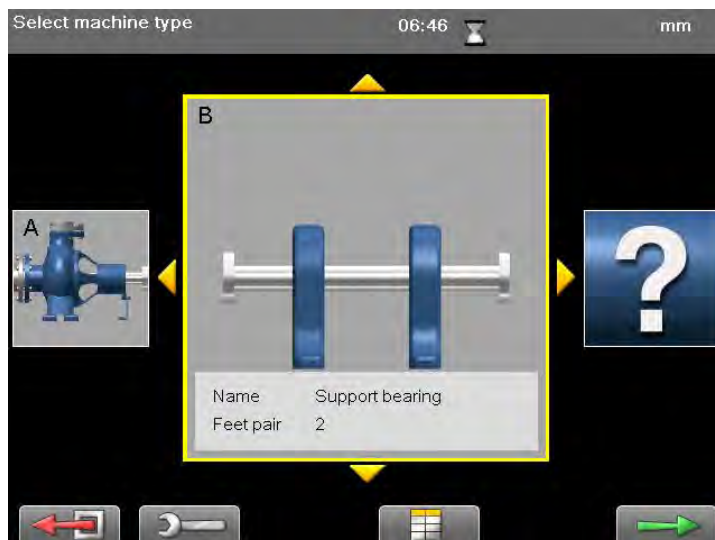 Select machine type 06:46 mm
B
A
?
Name Support bearing
Feet pair 2